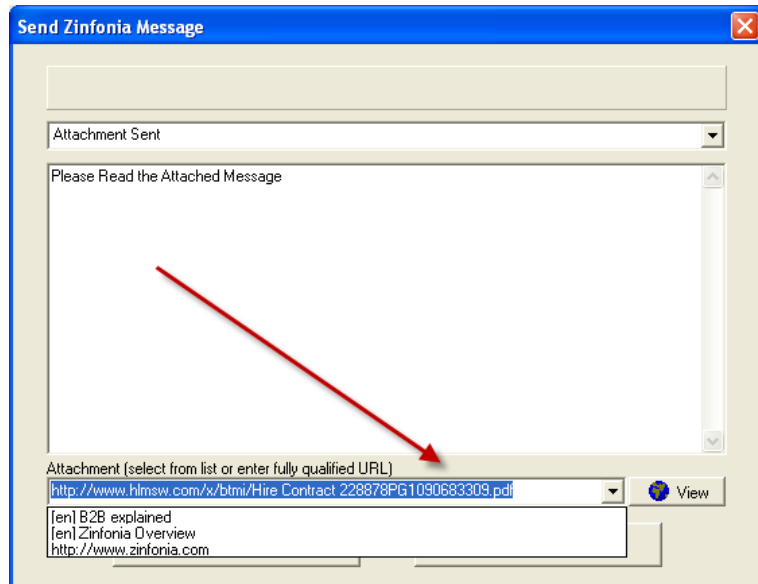 Send Zinfonia Message
Attachment Sent
Please Read the Attached Message
Attachment (select from list or enter fully qualified URL)
http://www.hlmsw.com/x/btmi/Hire Contract 228878PG1090683309.pdf
View
[en] B2B explained
[en] Zinfonia Overview
http://www.zinfonia.com